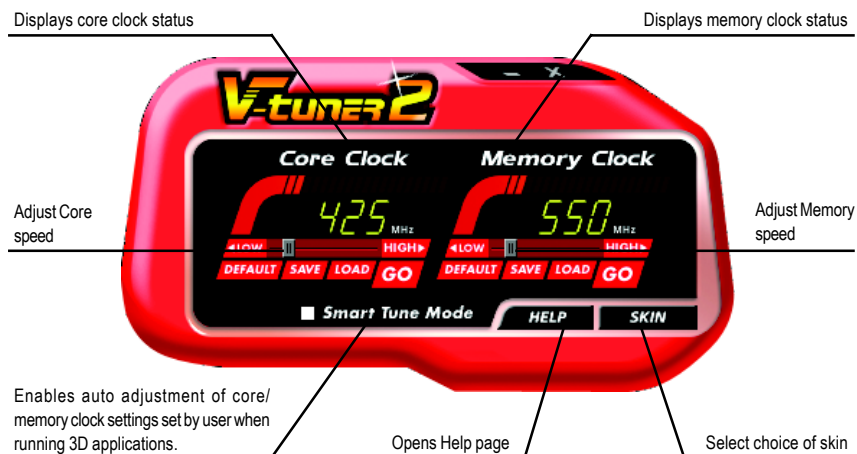 Displays core clock status
Displays memory clock status
V-TUNER 2
Core Clock
Memory Clock
Adjust Core
speed
425 MHz
550 MHz
Adjust Memory
speed
LOW
HIGH
LOW
HIGH
DEFAULT
SAVE
LOAD
GO
DEFAULT
SAVE
LOAD
GO
Smart Tune Mode
HELP
SKIN
Enables auto adjustment of core/
memory clock settings set by user when
running 3D applications.
Opens Help page
Select choice of skin